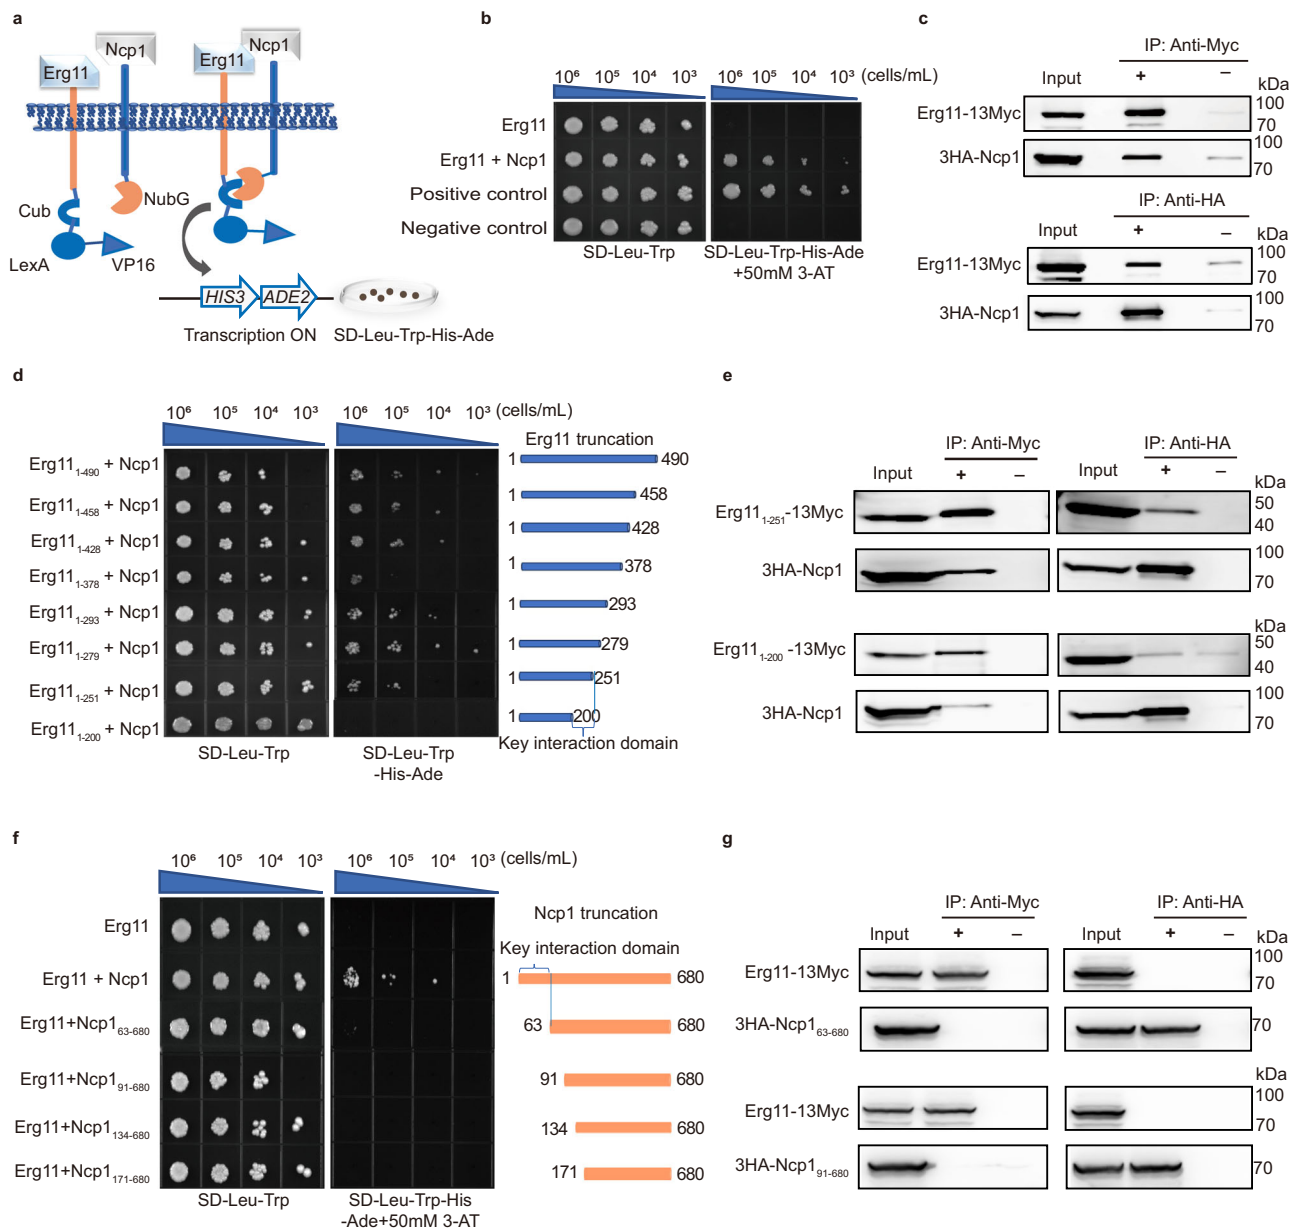 a
Erg11
Ncp1
Erg11
Ncp1
Cub
NubG
LexA
VP16
HIS3 ADE2
Transcription ON
SD-Leu-Trp-His-Ade
b
10⁶ 10⁵ 10⁴ 10³ 10⁶ 10⁵ 10⁴ 10³ (cells/mL)
Erg11
Erg11 + Ncp1
Positive control
Negative control
SD-Leu-Trp
SD-Leu-Trp-His-Ade
+50mM 3-AT
c
IP: Anti-Myc
Input + –
kDa
Erg11-13Myc
100
70
3HA-Ncp1
100
70
IP: Anti-HA
Input + –
kDa
Erg11-13Myc
100
70
3HA-Ncp1
100
70
d
10⁶ 10⁵ 10⁴ 10³ 10⁶ 10⁵ 10⁴ 10³ (cells/mL)
Erg11 truncation
Erg11₁₋₄₉₀ + Ncp1
1 490
Erg11₁₋₄₅₈ + Ncp1
1 458
Erg11₁₋₄₂₈ + Ncp1
1 428
Erg11₁₋₃₇₈ + Ncp1
1 378
Erg11₁₋₂₉₃ + Ncp1
1 293
Erg11₁₋₂₇₉ + Ncp1
1 279
Erg11₁₋₂₅₁ + Ncp1
1 251
Erg11₁₋₂₀₀ + Ncp1
1 200
Key interaction domain
SD-Leu-Trp
SD-Leu-Trp
-His-Ade
e
IP: Anti-Myc
IP: Anti-HA
Input + –
Input + –
kDa
Erg11₁₋₂₅₁-13Myc
50
40
3HA-Ncp1
100
70
kDa
Erg11₁₋₂₀₀ -13Myc
50
40
3HA-Ncp1
100
70
f
10⁶ 10⁵ 10⁴ 10³ 10⁶ 10⁵ 10⁴ 10³ (cells/mL)
Ncp1 truncation
Key interaction domain
Erg11
Erg11 + Ncp1
1 680
Erg11+Ncp1₆₃₋₆₈₀
63 680
Erg11+Ncp1₉₁₋₆₈₀
91 680
Erg11+Ncp1₁₃₄₋₆₈₀
134 680
Erg11+Ncp1₁₇₁₋₆₈₀
171 680
SD-Leu-Trp
SD-Leu-Trp-His
-Ade+50mM 3-AT
g
IP: Anti-Myc
IP: Anti-HA
Input + –
Input + –
kDa
Erg11-13Myc
100
70
3HA-Ncp1₆₃₋₆₈₀
70
kDa
Erg11-13Myc
100
70
3HA-Ncp1₉₁₋₆₈₀
70